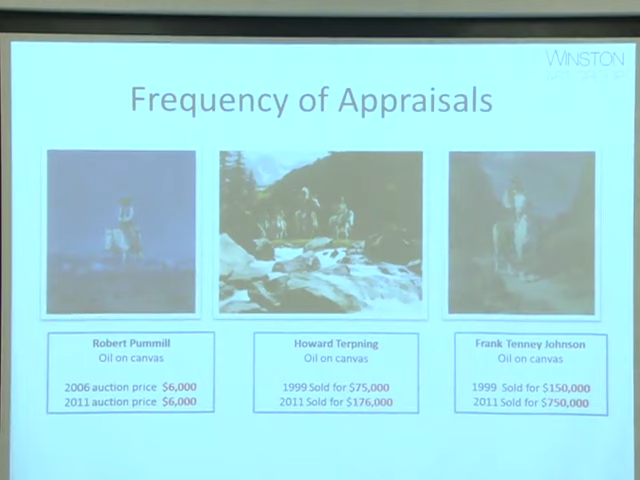 WINSTON
ART GROUP
Frequency of Appraisals
Robert Pummill
Oil on canvas
2006 auction price $6,000
2011 auction price $6,000
Howard Terpning
Oil on canvas
1999 Sold for $75,000
2011 Sold for $176,000
Frank Tenney Johnson
Oil on canvas
1999 Sold for $150,000
2011 Sold for $750,000